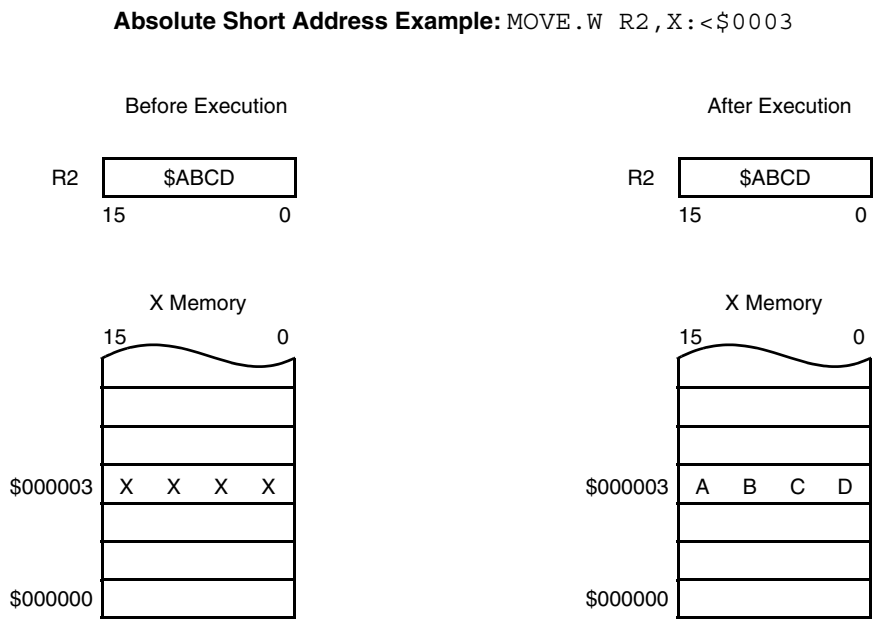 Absolute Short Address Example: MOVE.W R2,X:<$0003
Before Execution
After Execution
R2 $ABCD
15 0
R2 $ABCD
15 0
X Memory
15 0
$000003 X X X X
$000000
X Memory
15 0
$000003 A B C D
$000000